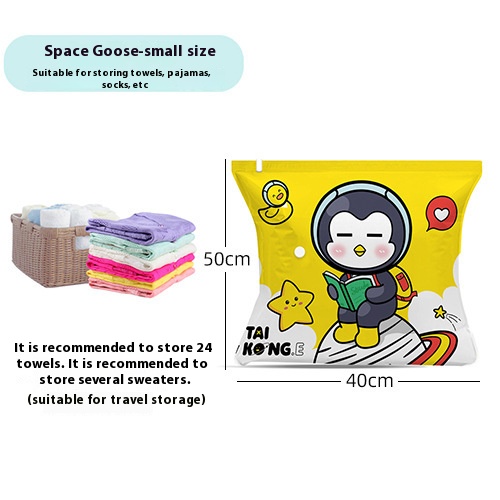 Space Goose-small size
Suitable for storing towels, pajamas,
socks, etc
50cm
TAI
KONG.E
40cm
It is recommended to store 24
towels. It is recommended to
store several sweaters.
(suitable for travel storage)